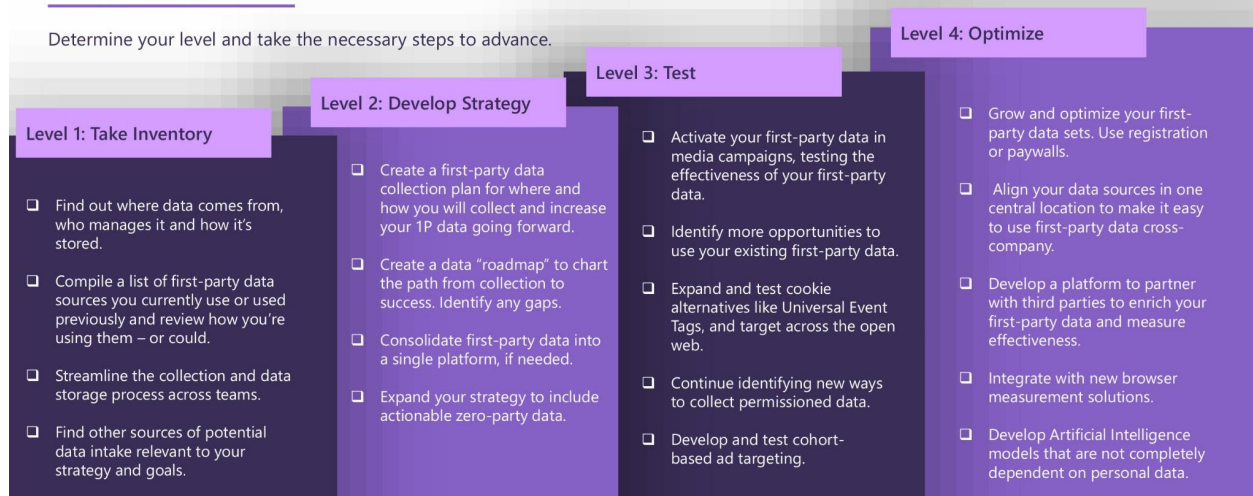 Determine your level and take the necessary steps to advance.
Level 1: Take Inventory
Find out where data comes from,
who manages it and how it's
stored.
Compile a list of first-party data
sources you currently use or used
previously and review how you're
using them – or could.
Streamline the collection and data
storage process across teams.
Find other sources of potential
data intake relevant to your
strategy and goals.
Level 2: Develop Strategy
Create a first-party data
collection plan for where and
how you will collect and increase
your 1P data going forward.
Create a data “roadmap” to chart
the path from collection to
success. Identify any gaps.
Consolidate first-party data into
a single platform, if needed.
Expand your strategy to include
actionable zero-party data.
Level 3: Test
Activate your first-party data in
media campaigns, testing the
effectiveness of your first-party
data.
Identify more opportunities to
use your existing first-party data.
Expand and test cookie
alternatives like Universal Event
Tags, and target across the open
web.
Continue identifying new ways
to collect permissioned data.
Develop and test cohort-
based ad targeting.
Level 4: Optimize
Grow and optimize your first-
party data sets. Use registration
or paywalls.
Align your data sources in one
central location to make it easy
to use first-party data cross-
company.
Develop a platform to partner
with third parties to enrich your
first-party data and measure
effectiveness.
Integrate with new browser
measurement solutions.
Develop Artificial Intelligence
models that are not completely
dependent on personal data.